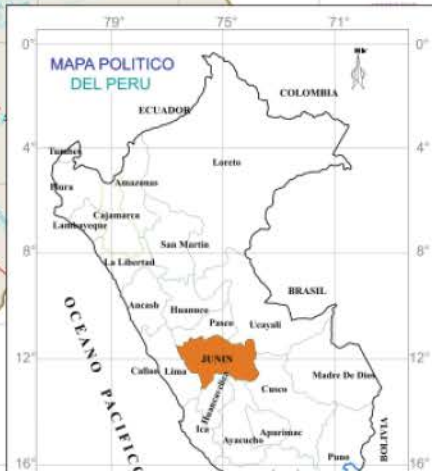 79° 75° 71°
0° 0°
MAPA POLITICO
DEL PERU
ECUADOR
COLOMBIA
4° 4°
Tumbes
Loreto
Piura
Amazonas
Cajamarca
Lambayeque
San Martin
8° 8°
La Libertad
BRASIL
Ancash
Huanuco
Pasco
Ucayali
OCEANO PACIFICO
12° 12°
JUNIN
Callao
Lima
Madre De Dios
Huancavelica
Cusco
Ica
Ayacucho
Apurimac
BOLIVIA
Puno
16° 16°